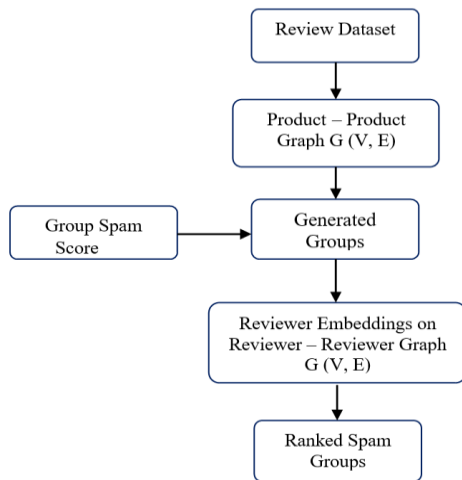 Review Dataset
Product – Product
Graph G (V, E)
Group Spam
Score
Generated
Groups
Reviewer Embeddings on
Reviewer – Reviewer Graph
G (V, E)
Ranked Spam
Groups